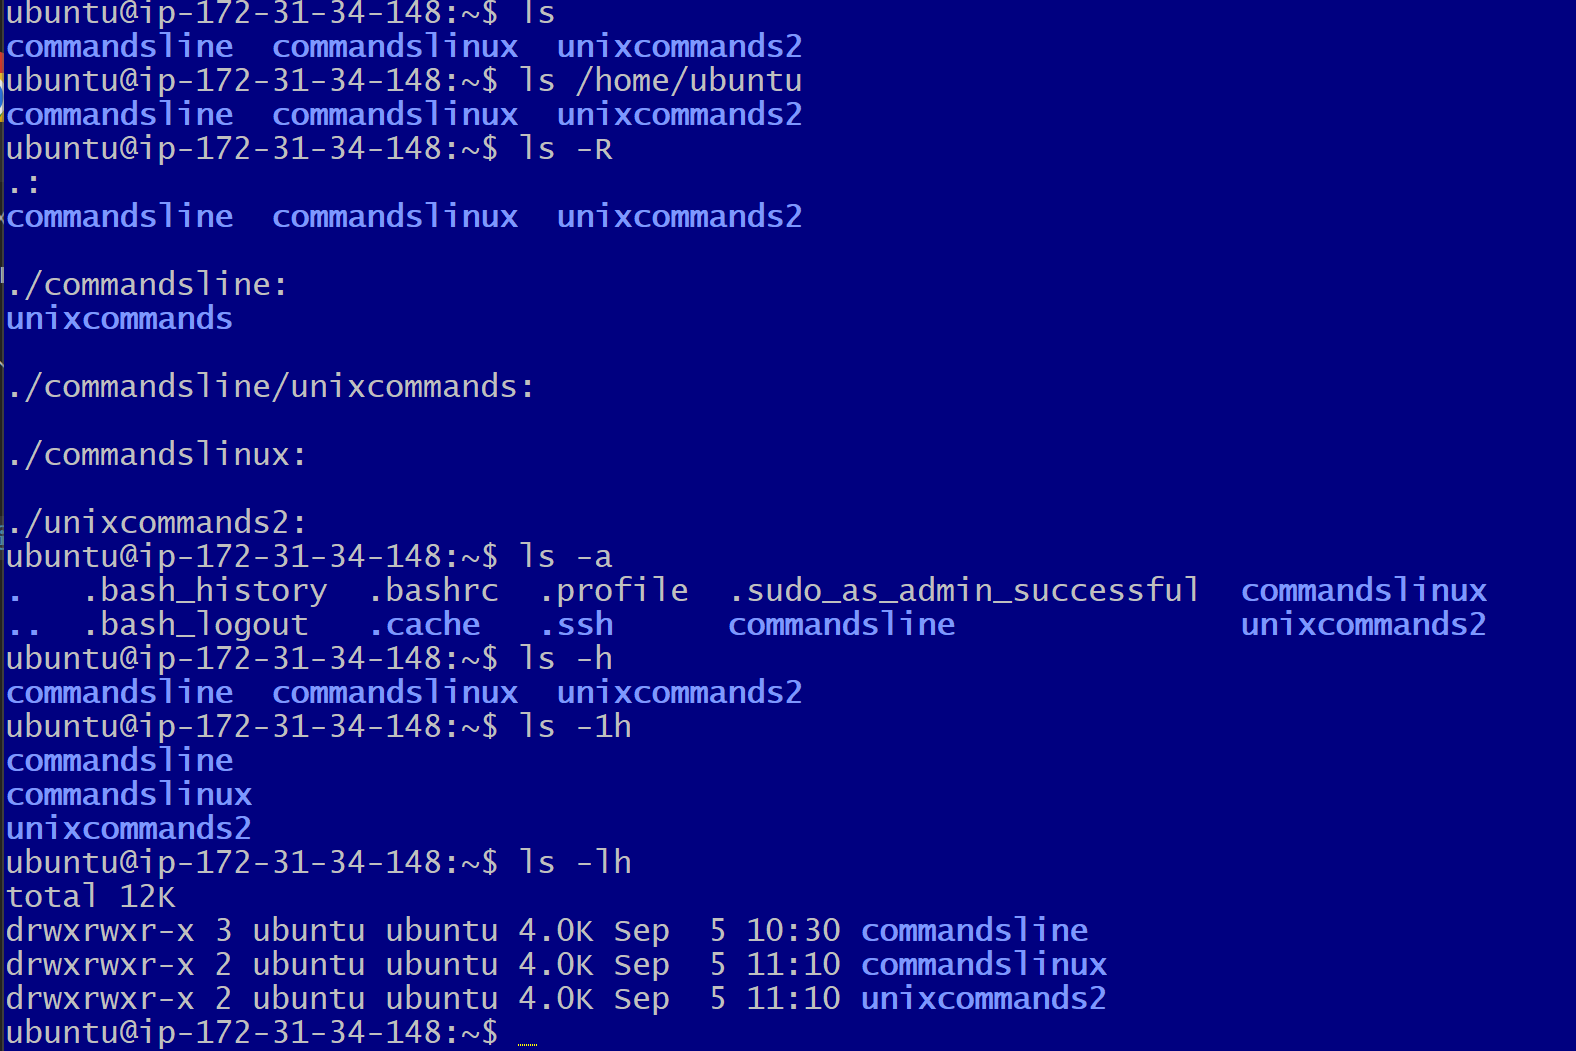 ubuntu@ip-172-31-34-148:~$ ls
commandsline  commandslinux  unixcommands2
ubuntu@ip-172-31-34-148:~$ ls /home/ubuntu
commandsline  commandslinux  unixcommands2
ubuntu@ip-172-31-34-148:~$ ls -R
.:
commandsline  commandslinux  unixcommands2

./commandsline:
unixcommands

./commandsline/unixcommands:

./commandslinux:

./unixcommands2:
ubuntu@ip-172-31-34-148:~$ ls -a
.   .bash_history  .bashrc  .profile  .sudo_as_admin_successful  commandslinux
..  .bash_logout   .cache   .ssh      commandsline               unixcommands2
ubuntu@ip-172-31-34-148:~$ ls -h
commandsline  commandslinux  unixcommands2
ubuntu@ip-172-31-34-148:~$ ls -1h
commandsline
commandslinux
unixcommands2
ubuntu@ip-172-31-34-148:~$ ls -lh
total 12K
drwxrwxr-x 3 ubuntu ubuntu 4.0K Sep  5 10:30 commandsline
drwxrwxr-x 2 ubuntu ubuntu 4.0K Sep  5 11:10 commandslinux
drwxrwxr-x 2 ubuntu ubuntu 4.0K Sep  5 11:10 unixcommands2
ubuntu@ip-172-31-34-148:~$